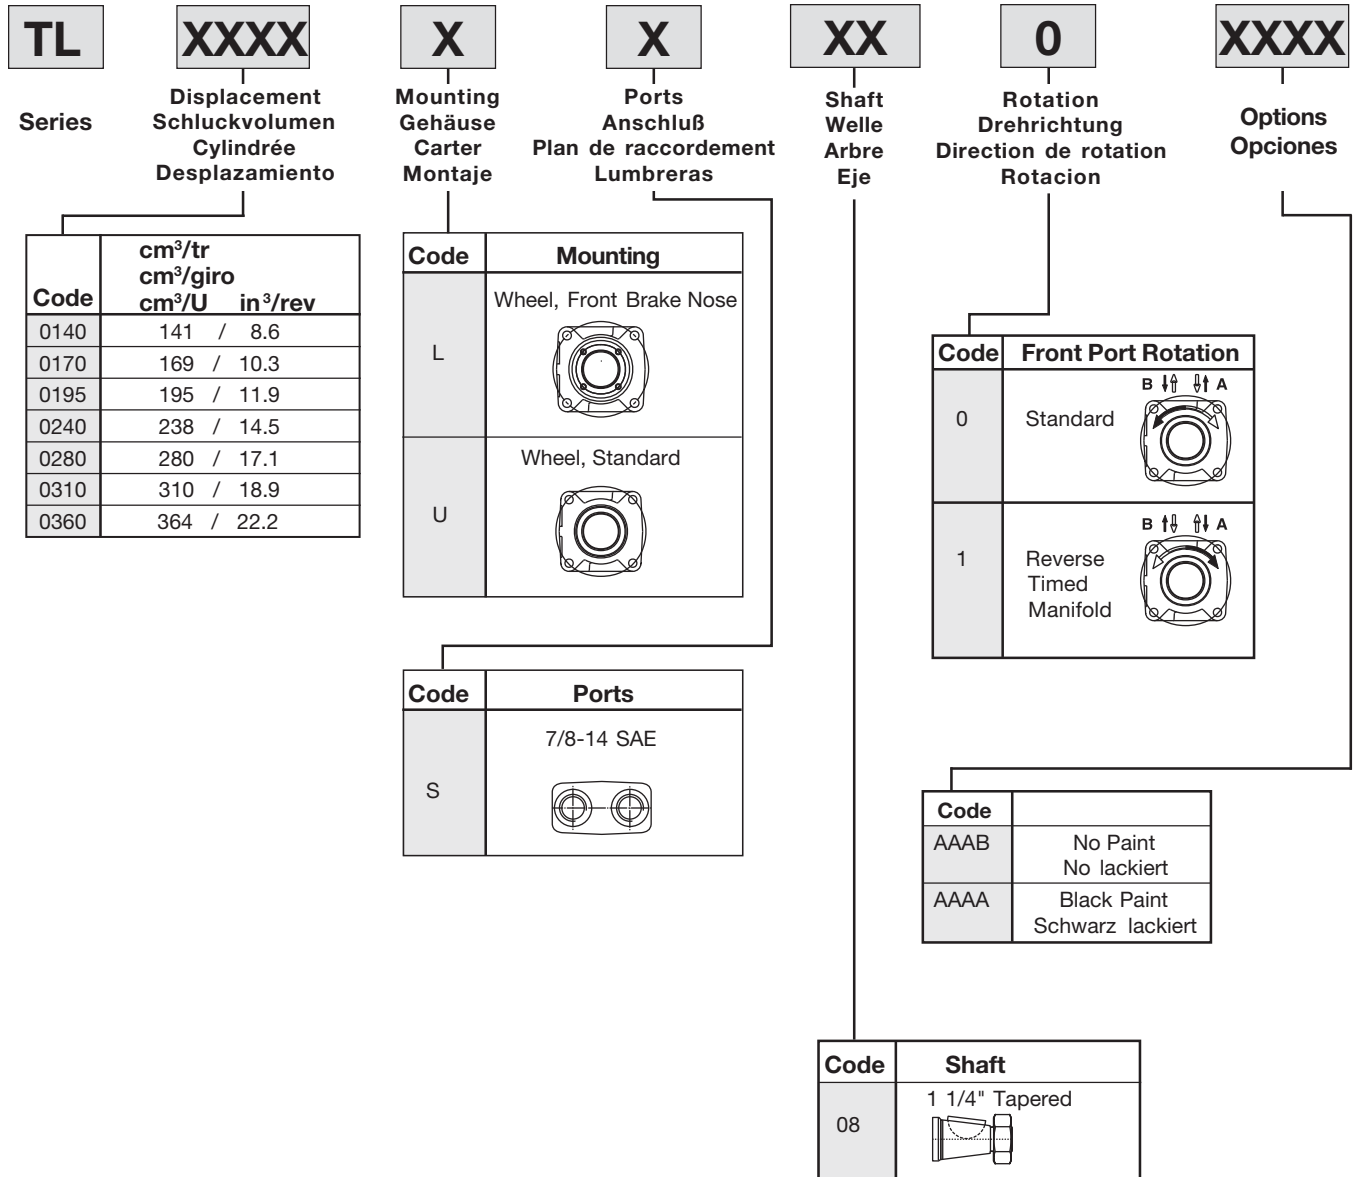 TL XXXX X X XX 0 XXXX
Series
Displacement
Schluckvolumen
Cylindrée
Desplazamiento
Mounting
Gehäuse
Carter
Montaje
Ports
Anschluß
Plan de raccordement
Lumbreras
Shaft
Welle
Arbre
Eje
Rotation
Drehrichtung
Direction de rotation
Rotacion
Options
Opciones
Code
cm³/tr
cm³/giro
cm³/U in³/rev
0140 141 / 8.6
0170 169 / 10.3
0195 195 / 11.9
0240 238 / 14.5
0280 280 / 17.1
0310 310 / 18.9
0360 364 / 22.2
Code Mounting
Wheel, Front Brake Nose
L
Wheel, Standard
U
Code Ports
7/8-14 SAE
S
Code Front Port Rotation
B A
0 Standard
B A
1 Reverse
Timed
Manifold
Code
AAAB No Paint
No lackiert
AAAA Black Paint
Schwarz lackiert
Code Shaft
1 1/4" Tapered
08